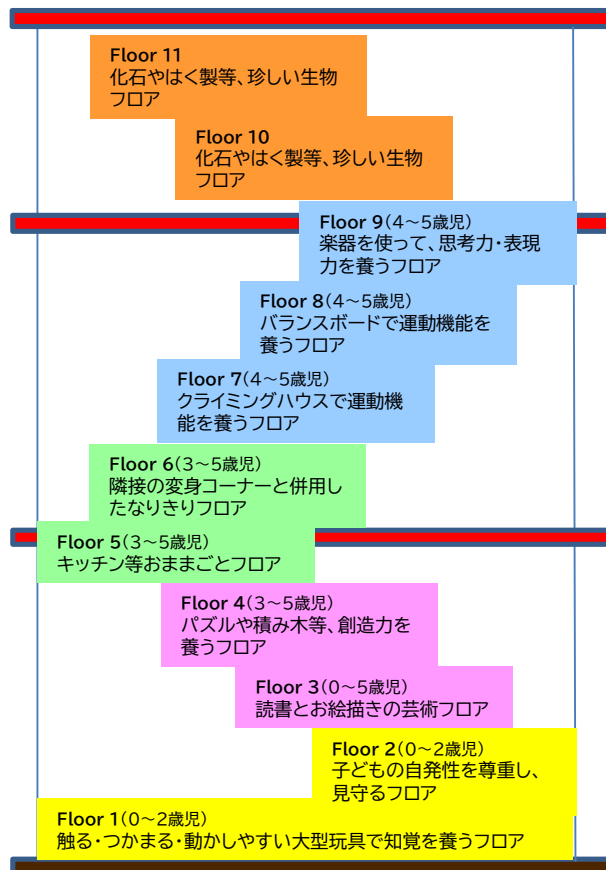 Floor 11
化石やはく製等、珍しい生物
フロア
Floor 10
化石やはく製等、珍しい生物
フロア
Floor 9(4～5歳児)
楽器を使って、思考力・表現
力を養うフロア
Floor 8(4～5歳児)
バランスボードで運動機能を
養うフロア
Floor 7(4～5歳児)
クライミングハウスで運動機
能を養うフロア
Floor 6(3～5歳児)
隣接の変身コーナーと併用し
たなりきりフロア
Floor 5(3～5歳児)
キッチン等おままごとフロア
Floor 4(3～5歳児)
パズルや積み木等、創造力を
養うフロア
Floor 3(0～5歳児)
読書とお絵描きの芸術フロア
Floor 2(0～2歳児)
子どもの自発性を尊重し、
見守るフロア
Floor 1(0～2歳児)
触る・つかまる・動かしやすい大型玩具で知覚を養うフロア